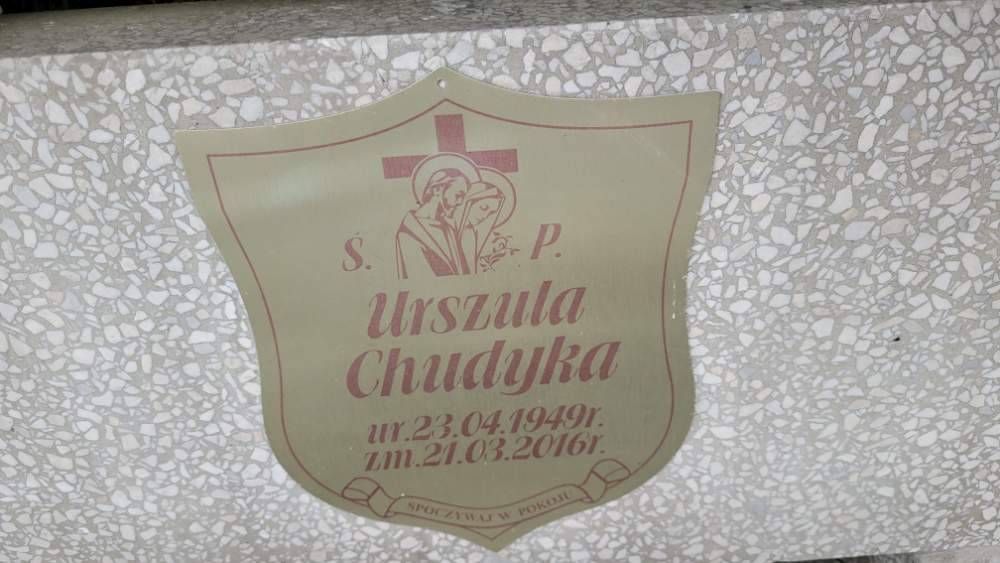 Ś. P.
Urszula
Chudyka
ur.23.04.1949r.
zm.21.03.2016r.
SPOCZYWAJ W POKOJU